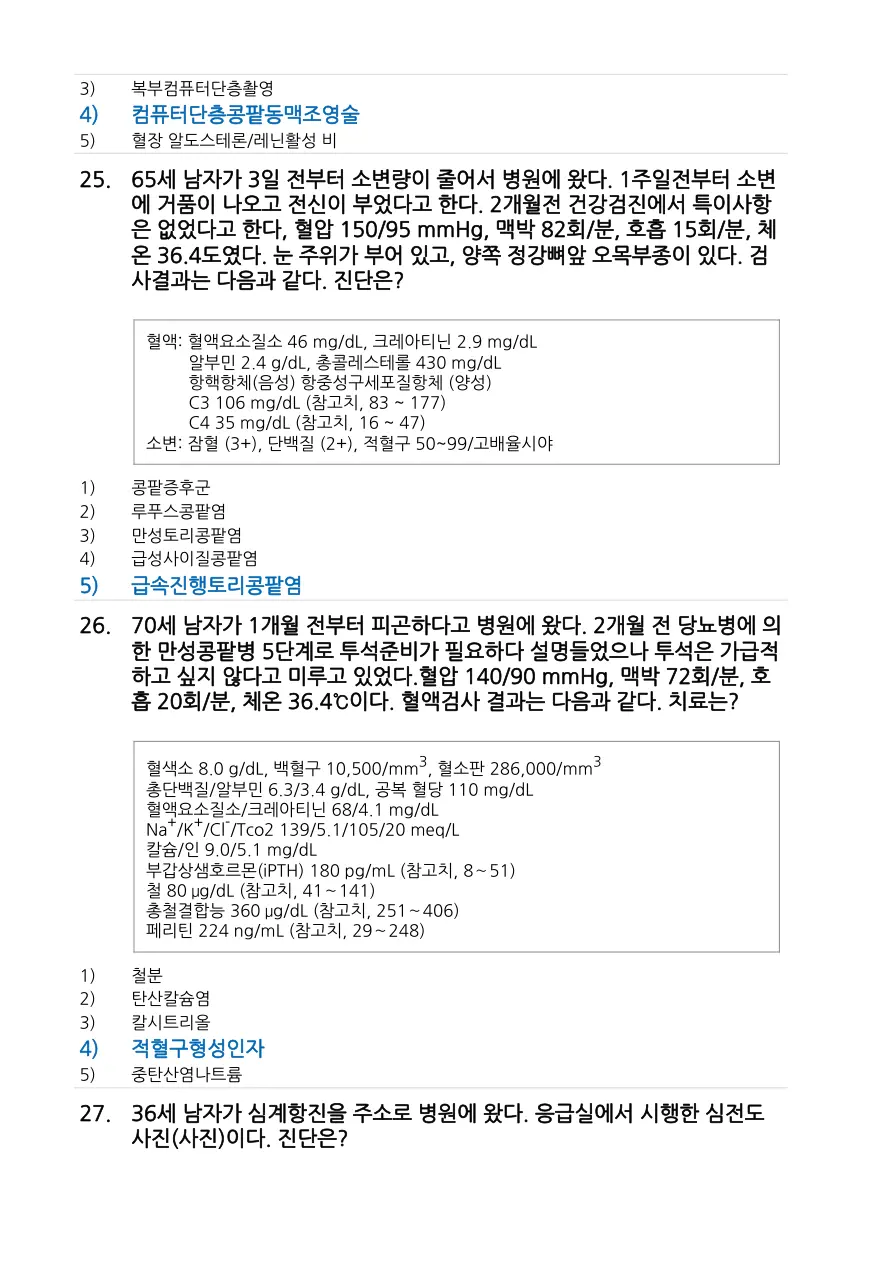 3) 복부컴퓨터단층촬영
4) 컴퓨터단층콩팥동맥조영술
5) 혈장 알도스테론/레닌활성 비
25. 65세 남자가 3일 전부터 소변량이 줄어서 병원에 왔다. 1주일전부터 소변
에 거품이 나오고 전신이 부었다고 한다. 2개월전 건강검진에서 특이사항
은 없었다고 한다, 혈압 150/95 mmHg, 맥박 82회/분, 호흡 15회/분, 체
온 36.4도였다. 눈 주위가 부어 있고, 양쪽 정강뼈앞 오목부종이 있다. 검
사결과는 다음과 같다. 진단은?
혈액: 혈액요소질소 46 mg/dL, 크레아티닌 2.9 mg/dL
알부민 2.4 g/dL, 총콜레스테롤 430 mg/dL
항핵항체(음성) 항중성구세포질항체 (양성)
C3 106 mg/dL (참고치, 83 ~ 177)
C4 35 mg/dL (참고치, 16 ~ 47)
소변: 잠혈 (3+), 단백질 (2+), 적혈구 50~99/고배율시야
1) 콩팥증후군
2) 루푸스콩팥염
3) 만성토리콩팥염
4) 급성사이질콩팥염
5) 급속진행토리콩팥염
26. 70세 남자가 1개월 전부터 피곤하다고 병원에 왔다. 2개월 전 당뇨병에 의
한 만성콩팥병 5단계로 투석준비가 필요하다 설명들었으나 투석은 가급적
하고 싶지 않다고 미루고 있었다.혈압 140/90 mmHg, 맥박 72회/분, 호
흡 20회/분, 체온 36.4℃이다. 혈액검사 결과는 다음과 같다. 치료는?
혈색소 8.0 g/dL, 백혈구 10,500/mm³, 혈소판 286,000/mm³
총단백질/알부민 6.3/3.4 g/dL, 공복 혈당 110 mg/dL
혈액요소질소/크레아티닌 68/4.1 mg/dL
Na⁺/K⁺/Cl⁻/Tco2 139/5.1/105/20 meq/L
칼슘/인 9.0/5.1 mg/dL
부갑상샘호르몬(iPTH) 180 pg/mL (참고치, 8~51)
철 80 µg/dL (참고치, 41~141)
총철결합능 360 µg/dL (참고치, 251~406)
페리틴 224 ng/mL (참고치, 29~248)
1) 철분
2) 탄산칼슘염
3) 칼시트리올
4) 적혈구형성인자
5) 중탄산염나트륨
27. 36세 남자가 심계항진을 주소로 병원에 왔다. 응급실에서 시행한 심전도
사진(사진)이다. 진단은?